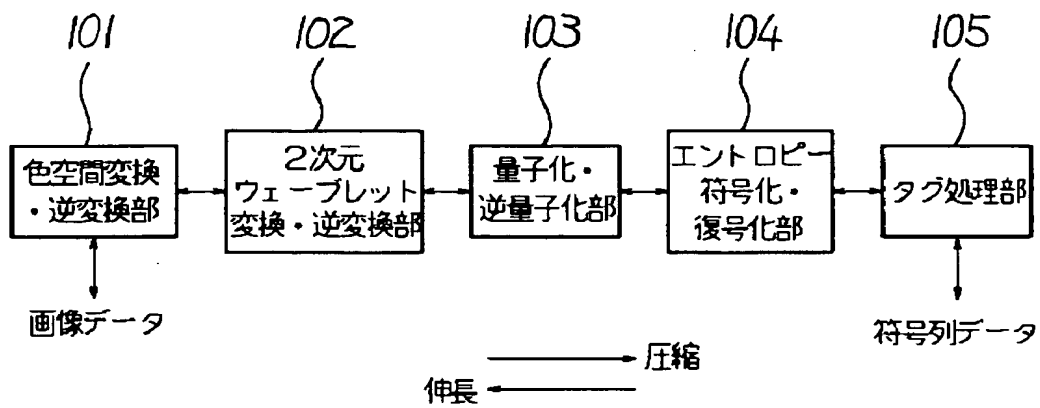 101
102
103
104
105
色空間変換
・逆変換部
2次元
ウェーブレット
変換・逆変換部
量子化・
逆量子化部
エントロピー
符号化・
復号化部
タグ処理部
画像データ
符号列データ
圧縮
伸長